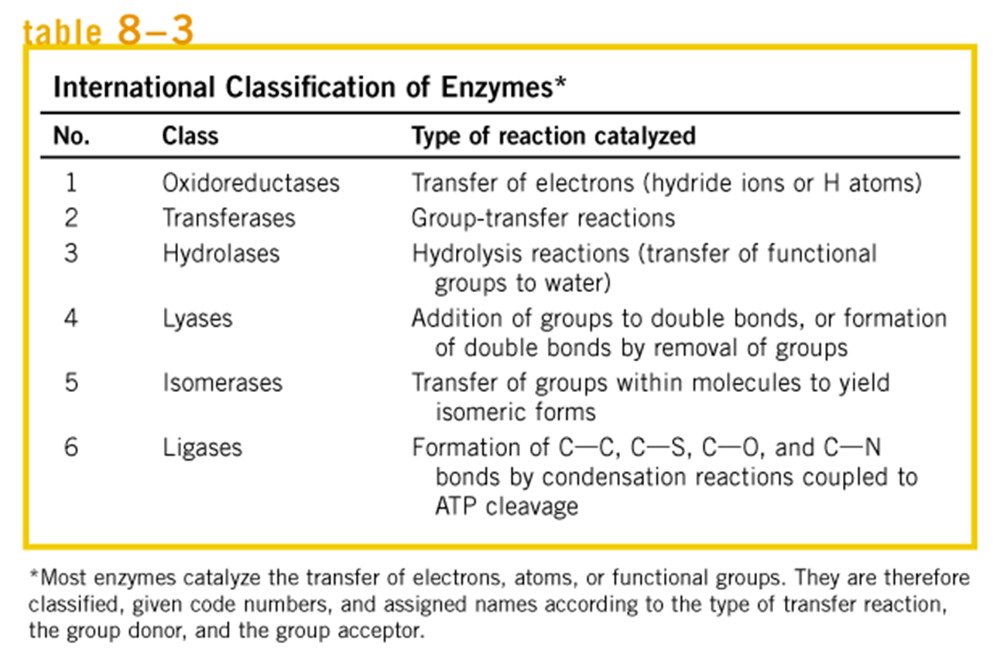 table 8–3
International Classification of Enzymes*
No. Class Type of reaction catalyzed
1 Oxidoreductases Transfer of electrons (hydride ions or H atoms)
2 Transferases Group-transfer reactions
3 Hydrolases Hydrolysis reactions (transfer of functional
groups to water)
4 Lyases Addition of groups to double bonds, or formation
of double bonds by removal of groups
5 Isomerases Transfer of groups within molecules to yield
isomeric forms
6 Ligases Formation of C—C, C—S, C—O, and C—N
bonds by condensation reactions coupled to
ATP cleavage
*Most enzymes catalyze the transfer of electrons, atoms, or functional groups. They are therefore
classified, given code numbers, and assigned names according to the type of transfer reaction,
the group donor, and the group acceptor.